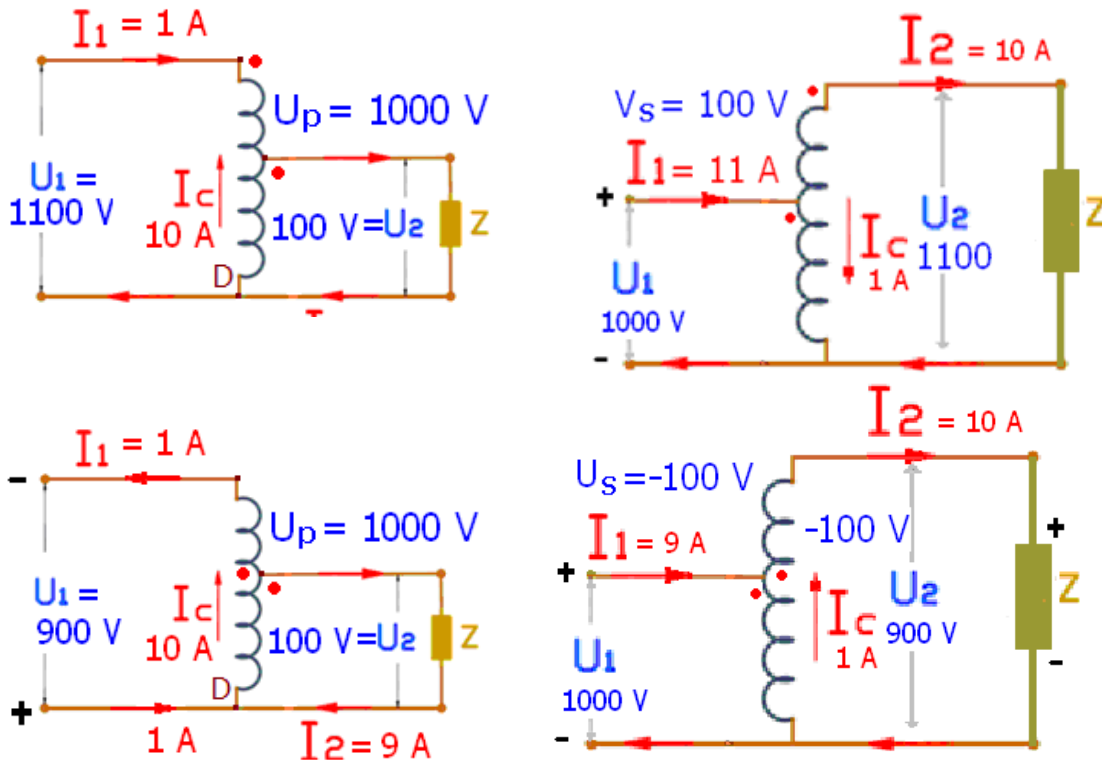 I1 = 1 A
Up = 1000 V
U1 =
1100 V
Ic
10 A
100 V = U2
Z
D
I2 = 10 A
Vs = 100 V
I1 = 11 A
+
U1
1000 V
-
Ic
1 A
U2
1100
Z
I1 = 1 A
-
Up = 1000 V
U1 =
900 V
Ic
10 A
100 V = U2
Z
D
+
1 A
I2 = 9 A
I2 = 10 A
Us = -100 V
-100 V
I1 = 9 A
+
U1
1000 V
-
Ic
1 A
U2
900 V
+
Z
-